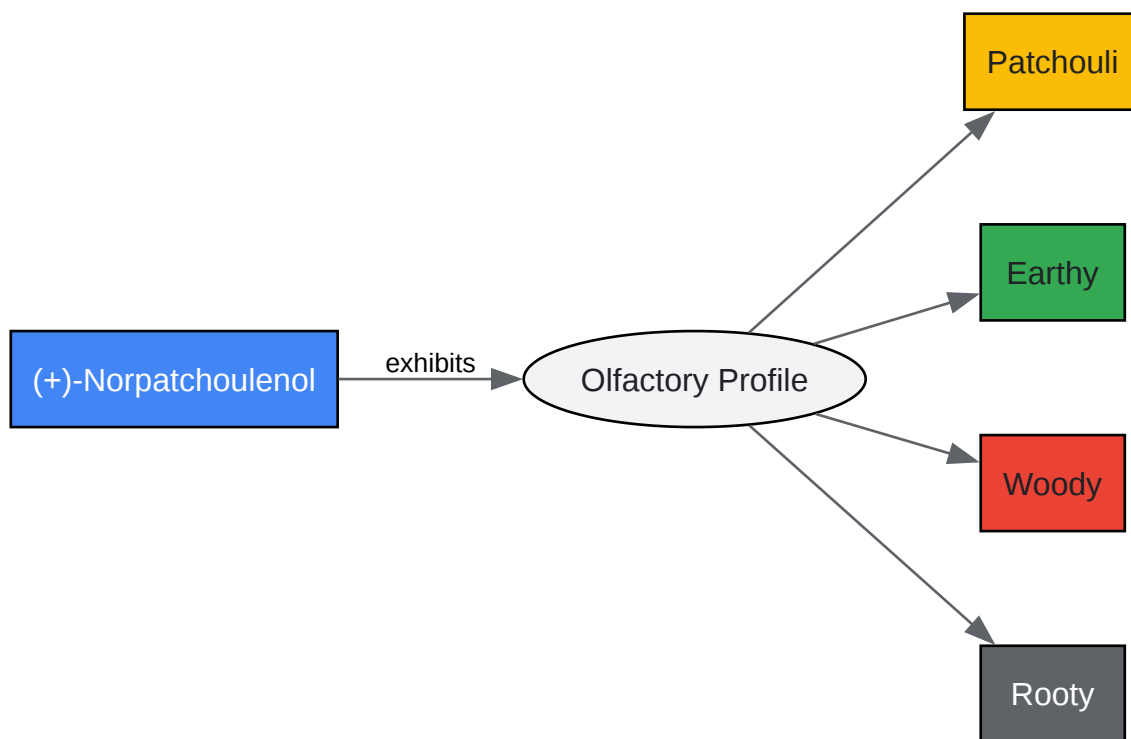 Patchouli
Earthy
(+)-Norpatchoulenol
exhibits
Olfactory Profile
Woody
Rooty